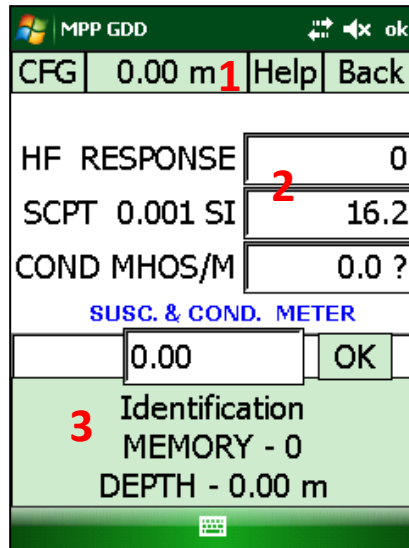 MPP GDD ok
CFG 0.00 m 1 Help Back
HF RESPONSE 0
2
SCPT 0.001 SI 16.2
COND MHOS/M 0.0 ?
SUSC. & COND. METER
0.00 OK
Identification
3 MEMORY - 0
DEPTH - 0.00 m